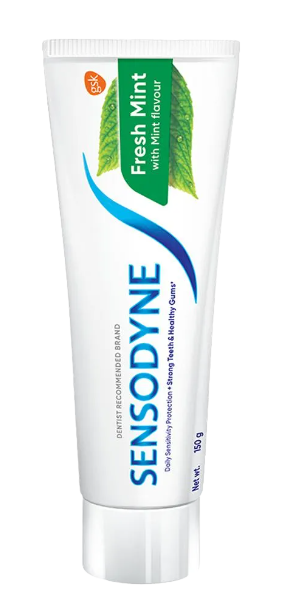 gsk
Fresh Mint
with Mint flavour
DENTIST RECOMMENDED BRAND
SENSODYNE
Daily Sensitivity Protection + Strong Teeth & Healthy Gums*
Net wt. 150 g